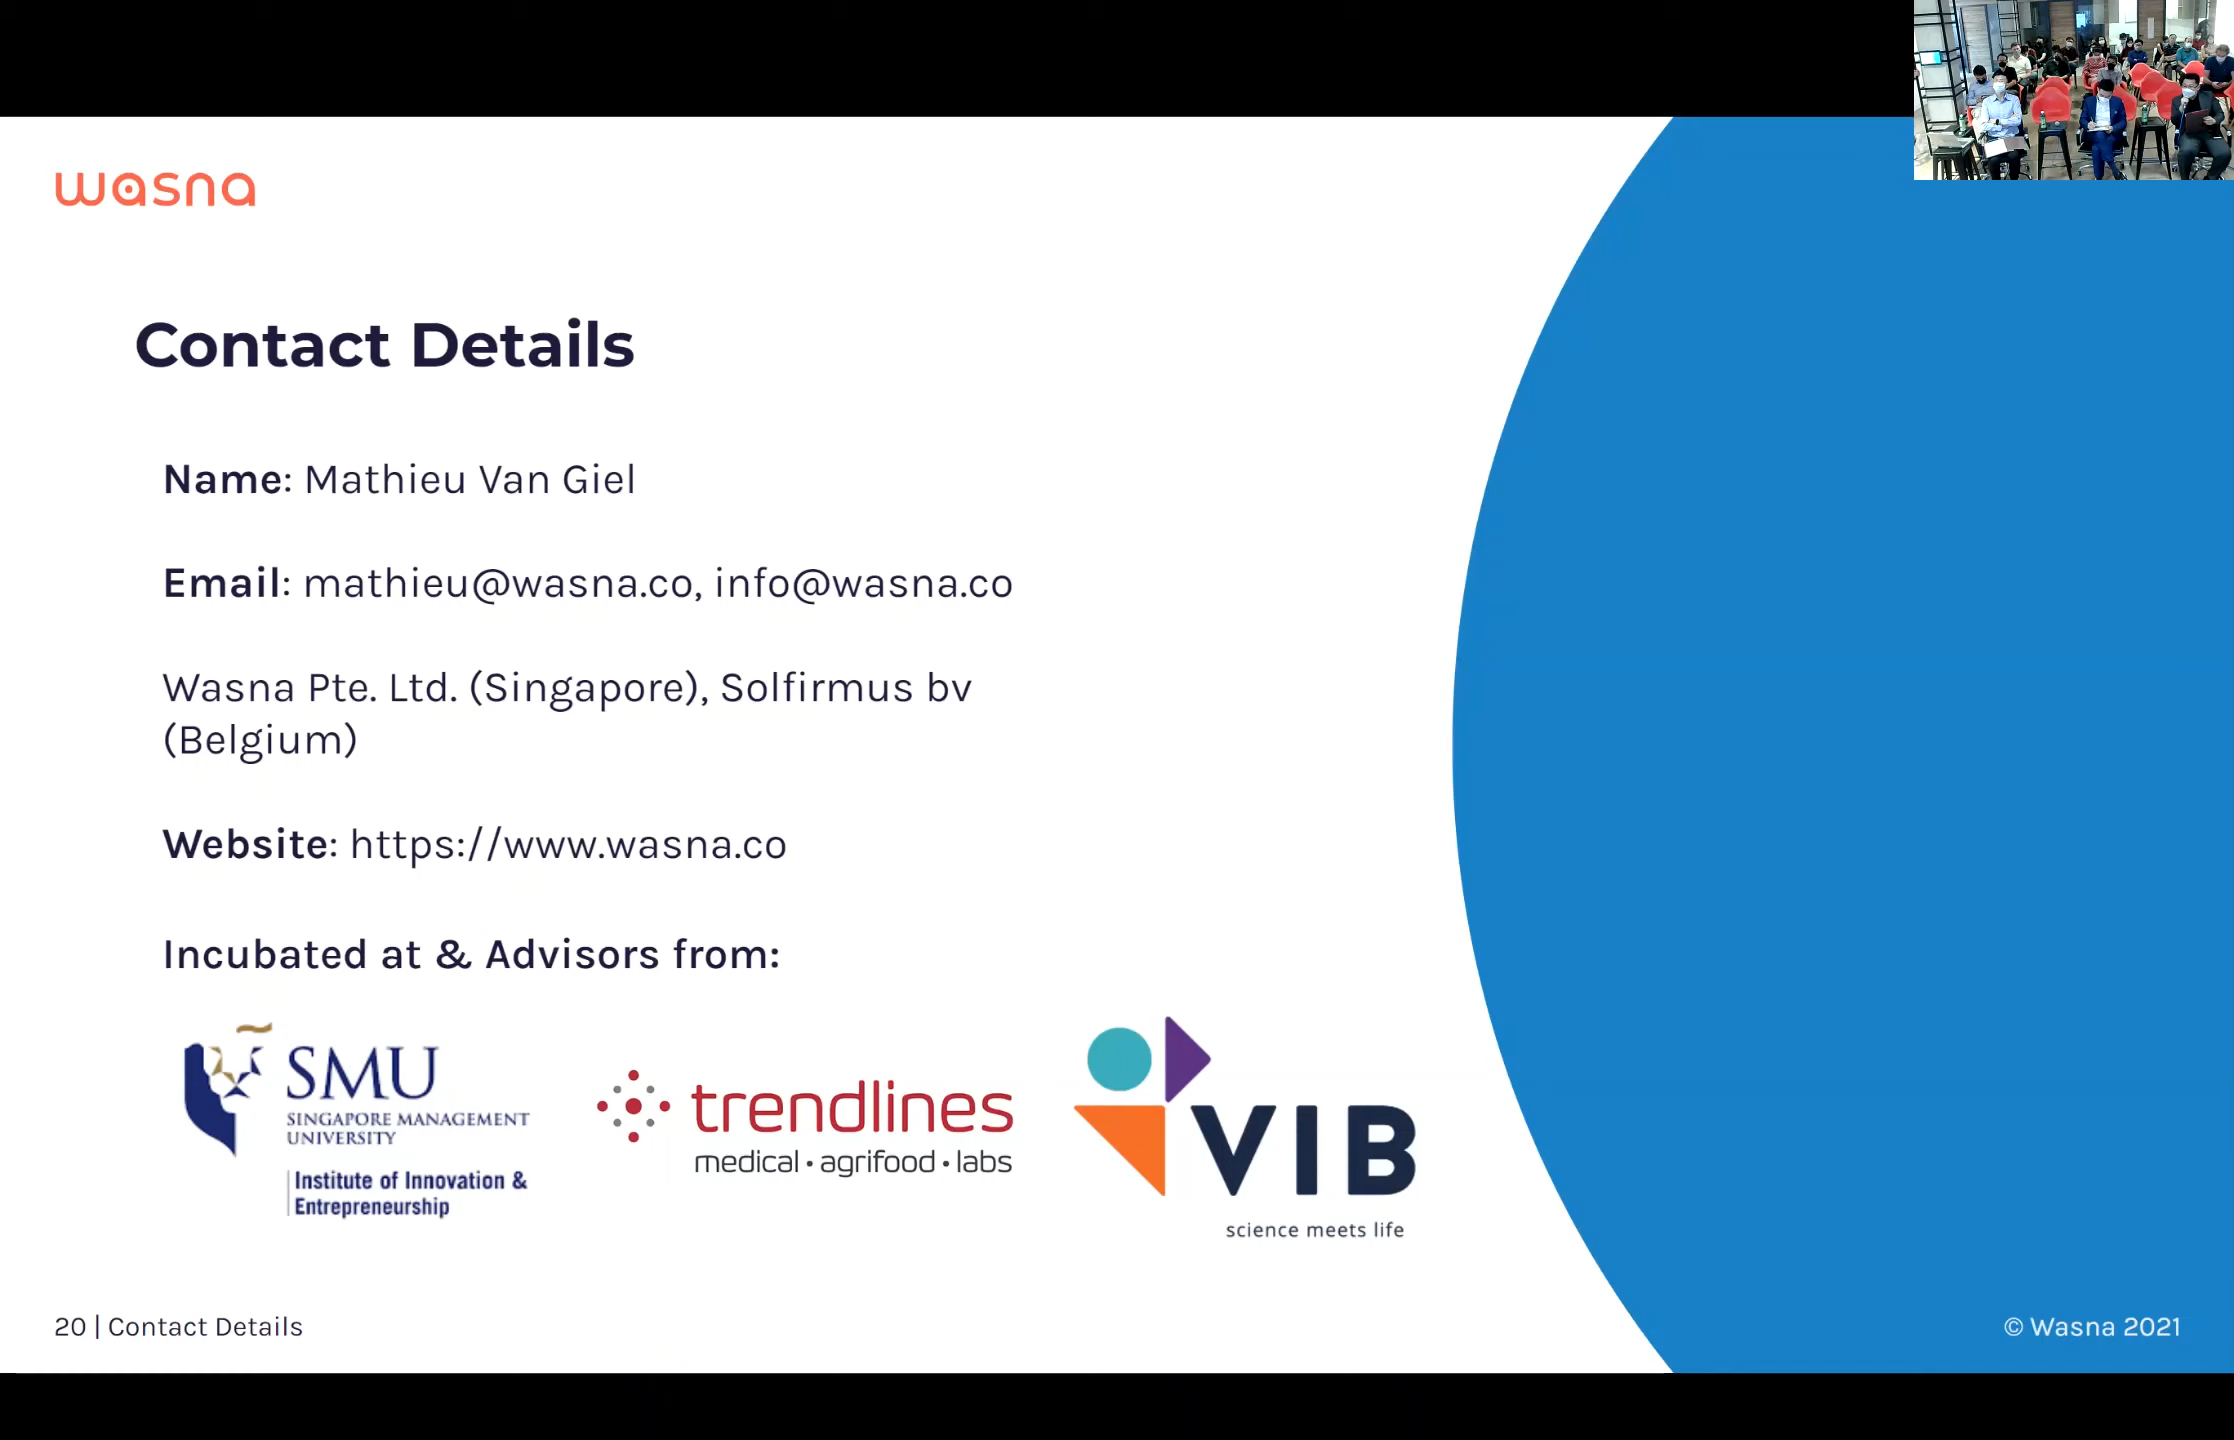 wasna
Contact Details
Name: Mathieu Van Giel
Email: mathieu@wasna.co, info@wasna.co
Wasna Pte. Ltd. (Singapore), Solfirmus bv
(Belgium)
Website: https://www.wasna.co
Incubated at & Advisors from:
SMU
SINGAPORE MANAGEMENT
UNIVERSITY
Institute of Innovation &
Entrepreneurship
trendlines
medical • agrifood • labs
VIB
science meets life
20 | Contact Details
© Wasna 2021